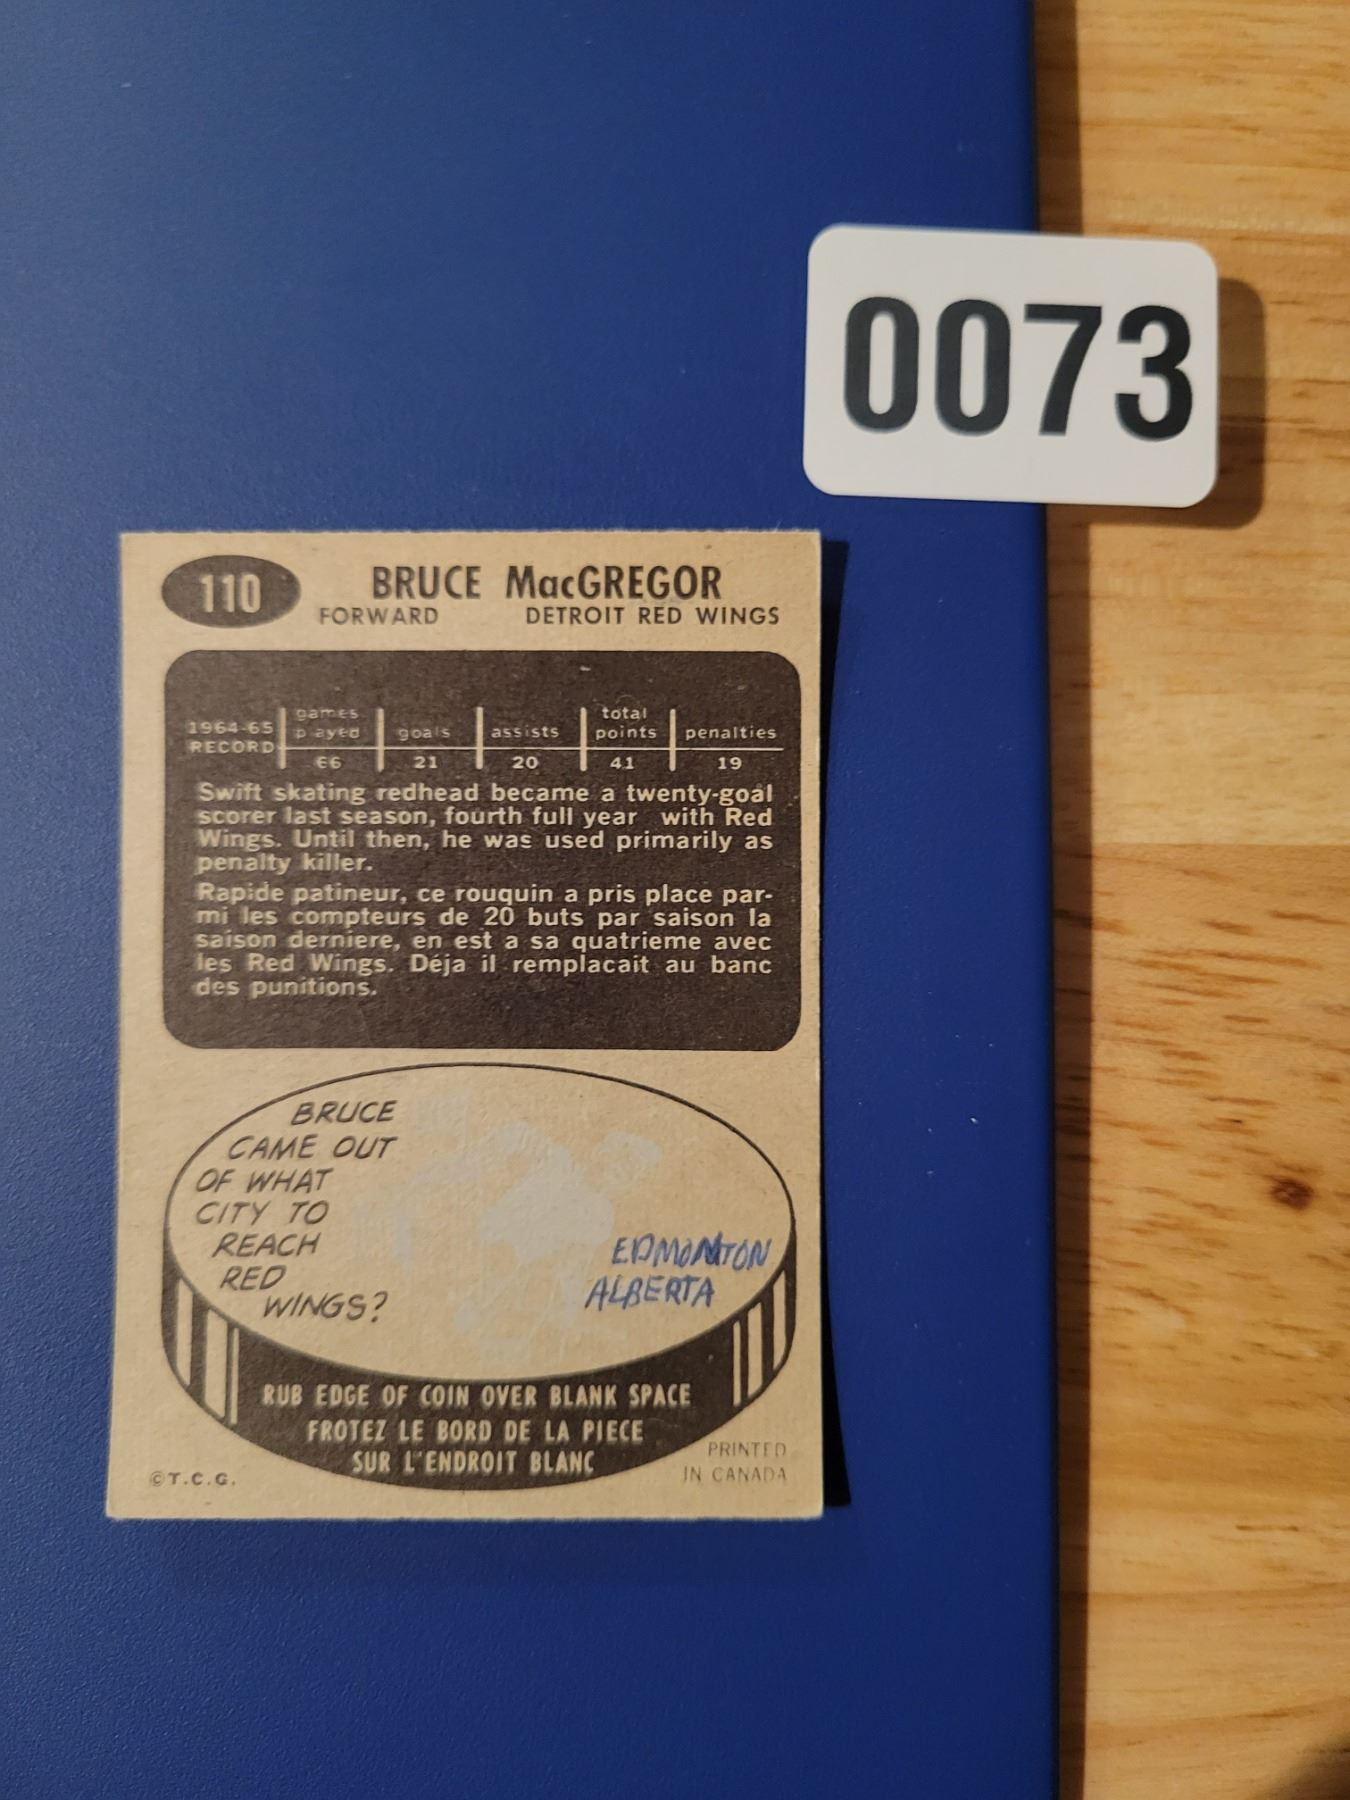 0073
110 BRUCE MacGREGOR
FORWARD DETROIT RED WINGS
1964-65 RECORD games played goals assists total points penalties
66 21 20 41 19
Swift skating redhead became a twenty-goal
scorer last season, fourth full year with Red
Wings. Until then, he was used primarily as
penalty killer.
Rapide patineur, ce rouquin a pris place par-
mi les compteurs de 20 buts par saison la
saison derniere, en est a sa quatrieme avec
les Red Wings. Déja il remplacait au banc
des punitions.
BRUCE
CAME OUT
OF WHAT
CITY TO
REACH
RED
WINGS?
EDMONTON
ALBERTA
RUB EDGE OF COIN OVER BLANK SPACE
FROTEZ LE BORD DE LA PIECE
SUR L'ENDROIT BLANC
©T.C.G.
PRINTED
IN CANADA